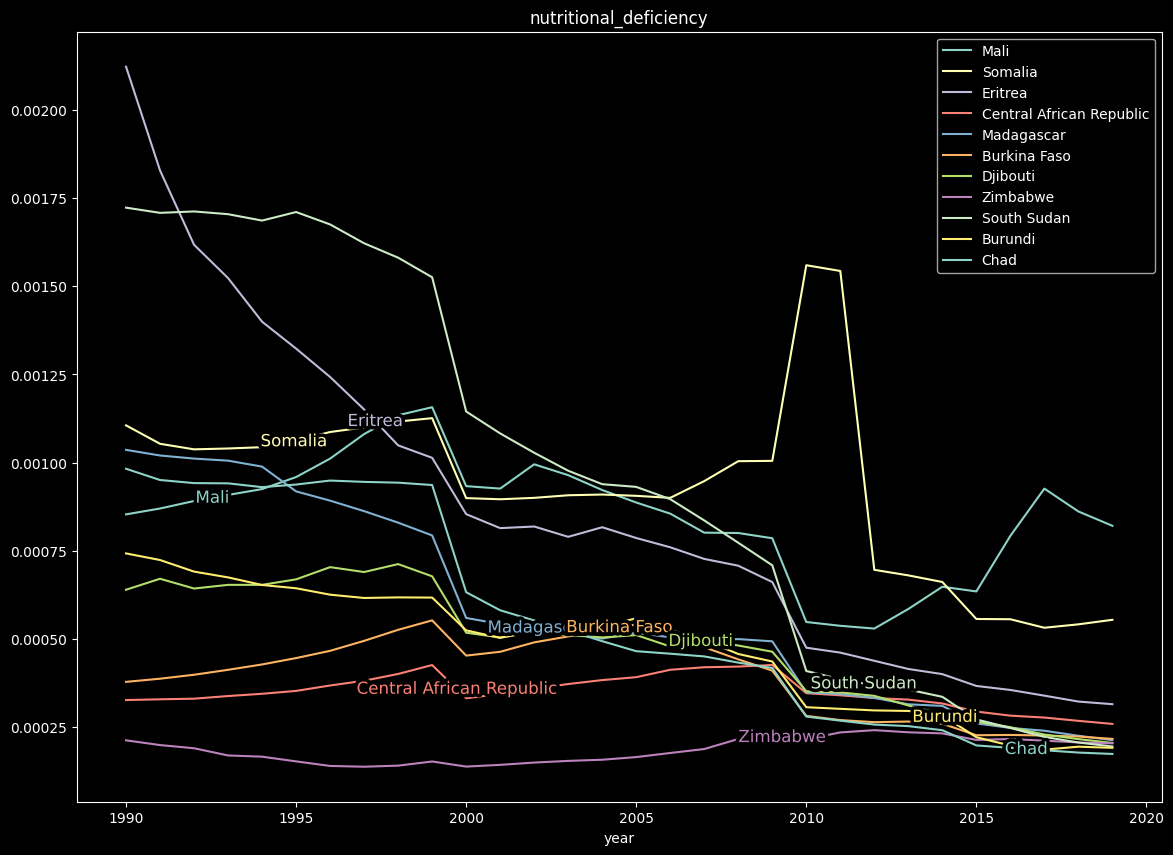 nutritional_deficiency
Mali
Somalia
Eritrea
Central African Republic
Madagascar
Burkina Faso
Djibouti
Zimbabwe
South Sudan
Burundi
Chad
0.00200
0.00175
0.00150
0.00125
0.00100
0.00075
0.00050
0.00025
Eritrea
Somalia
Mali
Madagasc
Burkina Faso
Djibouti
Central African Republic
South Sudan
Burundi
Zimbabwe
Chad
1990 1995 2000 2005 2010 2015 2020
year